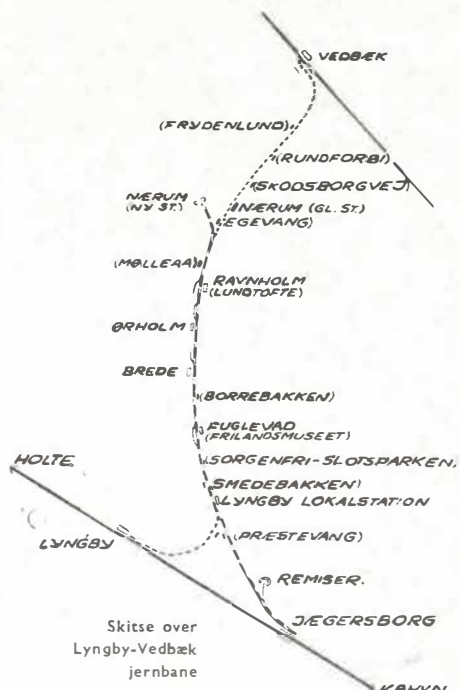 VEDBÆK
(FRYDENLUND)
(RUNDFORBI)
(SKODSBORGVEJ)
NÆRUM
(NY ST.)
NÆRUM (GL. ST.)
EGEVANG)
(MØLLEAA)
RAVNHOLM
(LUNDTOFTE)
ØRHOLM
BREDE
(BORREBAKKEN)
FUGLEVAD
(FRILANDSMUSEET)
HOLTE
(SORGENFRI-SLOTSPARKEN.
SMEDEBAKKEN)
LYNGBY LOKALSTATION
LYNGBY
(PRÆSTEVANG)
REMISER.
JÆGERSBORG
Skitse over
Lyngby-Vedbæk
jernbane
KBHVN.